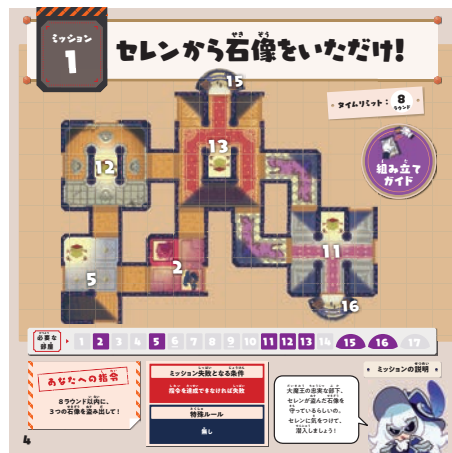 ミッション
1
セレンから石像をいただけ!
せき ぞう
タイムリミット:8
ラウンド
組み立て
ガイド
15
13
12
11
5
2
16
必要な
部屋
1 2 3 4 5 6 7 8 9 10 11 12 13 14 15 16 17
あなたへの指令
8ラウンド以内に、
3つの石像を盗み出して!
ミッション失敗となる条件
指令を達成できなければ失敗
特殊ルール
無し
ミッションの説明
大魔王の忠実な部下、
セレンが盗んだ石像を
守っているらしいの。
セレンに気をつけて、
潜入しましょう!
4